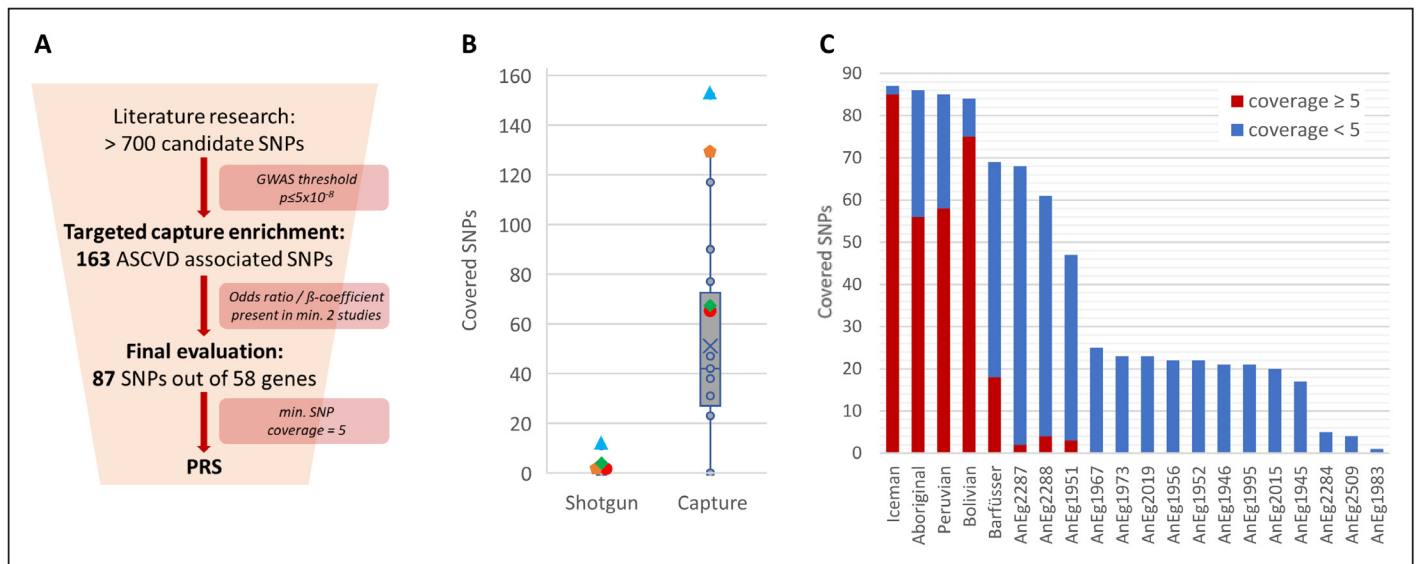 A
Literature research:
> 700 candidate SNPs
GWAS threshold
p≤5x10⁻⁸
Targeted capture enrichment:
163 ASCVD associated SNPs
Odds ratio / ß-coefficient
present in min. 2 studies
Final evaluation:
87 SNPs out of 58 genes
min. SNP
coverage = 5
PRS
B
Covered SNPs
160
140
120
100
80
60
40
20
0
Shotgun
Capture
C
Covered SNPs
90
80
70
60
50
40
30
20
10
0
coverage ≥ 5
coverage < 5
Iceman
Aboriginal
Peruvian
Bolivian
Barfüsser
AnEg2287
AnEg2288
AnEg1951
AnEg1967
AnEg1973
AnEg2019
AnEg1956
AnEg1952
AnEg1946
AnEg1995
AnEg2015
AnEg1945
AnEg2284
AnEg2509
AnEg1983